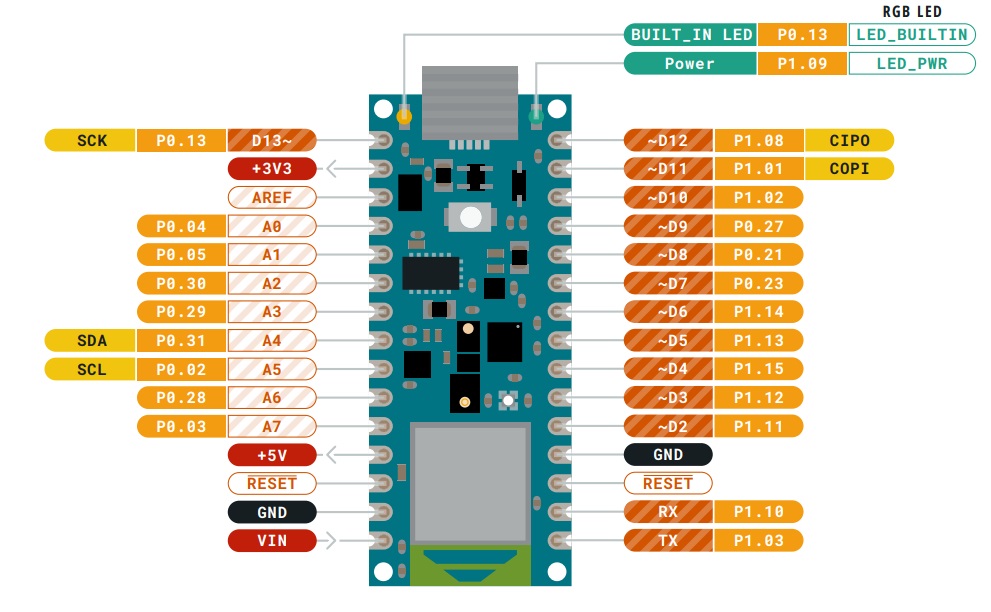 RGB LED
BUILT_IN LED P0.13 LED_BUILTIN
Power P1.09 LED_PWR
SCK P0.13 D13~
+3V3
AREF
P0.04 A0
P0.05 A1
P0.30 A2
P0.29 A3
SDA P0.31 A4
SCL P0.02 A5
P0.28 A6
P0.03 A7
+5V
RESET
GND
VIN
~D12 P1.08 CIPO
~D11 P1.01 COPI
~D10 P1.02
~D9 P0.27
~D8 P0.21
~D7 P0.23
~D6 P1.14
~D5 P1.13
~D4 P1.15
~D3 P1.12
~D2 P1.11
GND
RESET
RX P1.10
TX P1.03